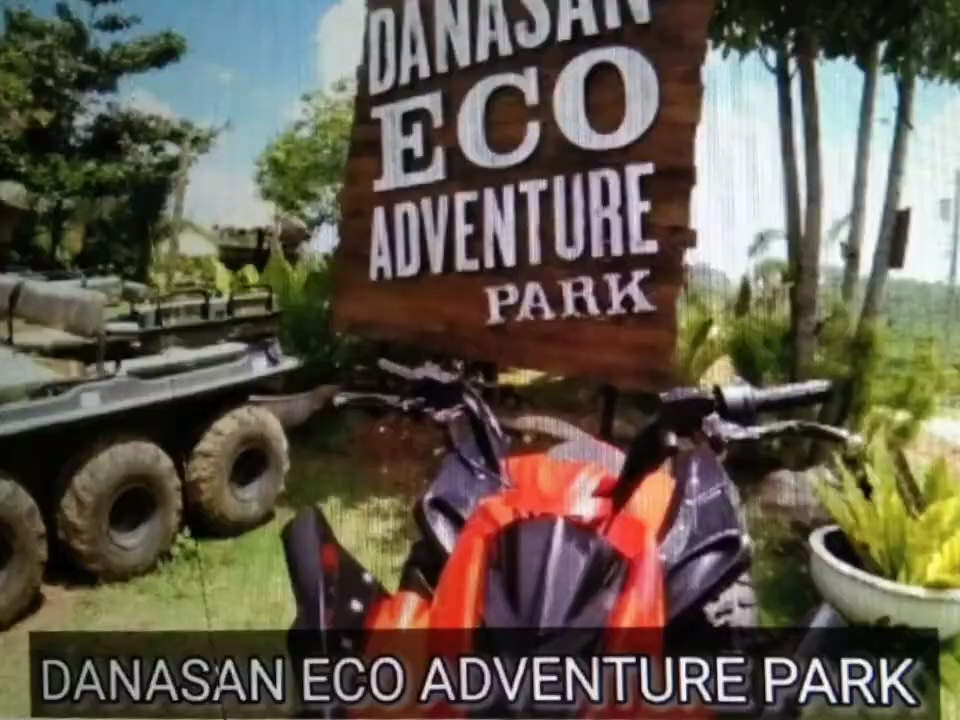 DANASAN
ECO
ADVENTURE
PARK
DANASAN ECO ADVENTURE PARK